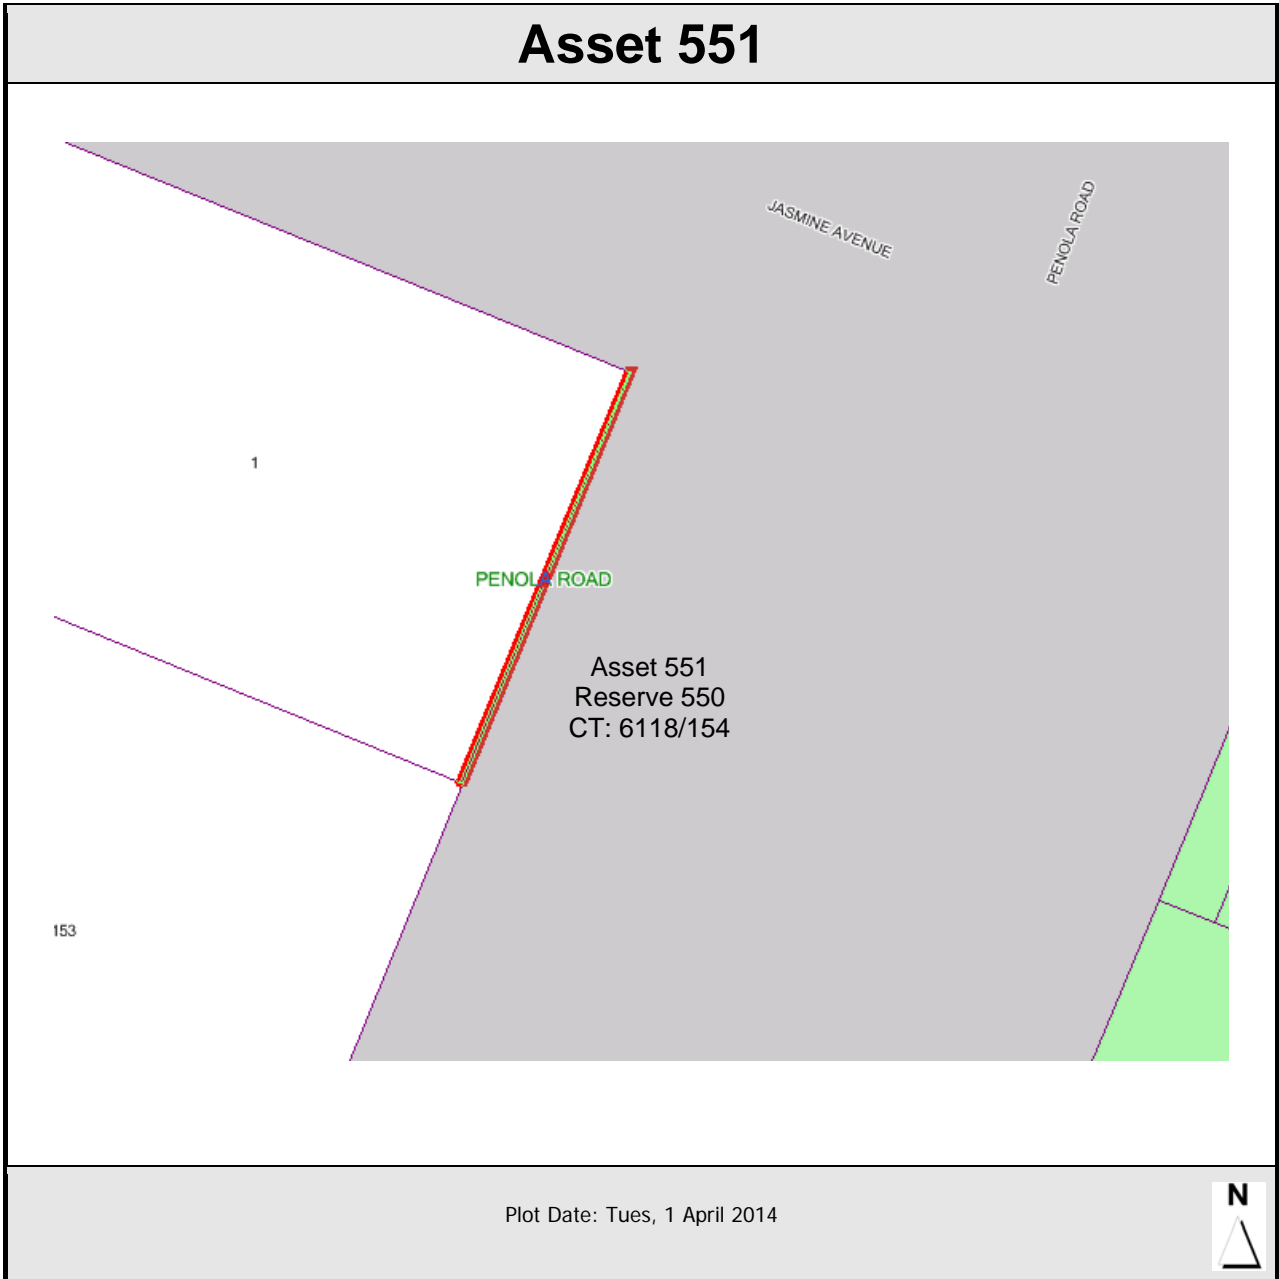 Asset 551
JASMINE AVENUE
PENOLA ROAD
1
PENOLA ROAD
Asset 551
Reserve 550
CT: 6118/154
153
Plot Date: Tues, 1 April 2014
N